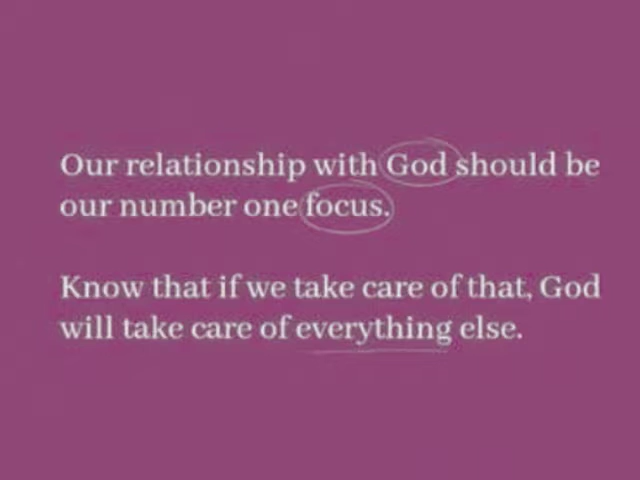 Our relationship with God should be
our number one focus.
Know that if we take care of that, God
will take care of everything else.